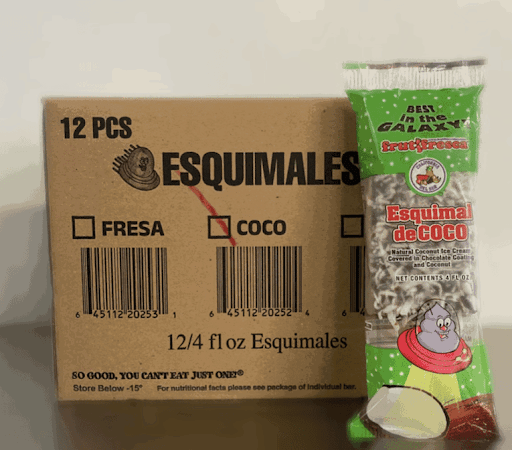 12 PCS
ESQUIMALES
FRESA
COCO
6 45112 20253 1
6 45112 20252 4
12/4 fl oz Esquimales
SO GOOD, YOU CAN'T EAT JUST ONE!®
Store Below -15°
For nutritional facts please see package of individual bar.
BEST
in the
GALAXY
frutifresca
Esquimal
de COCO
Natural Coconut Ice Cream
Covered in Chocolate Coating
and Coconut
NET CONTENTS 4 FL OZ